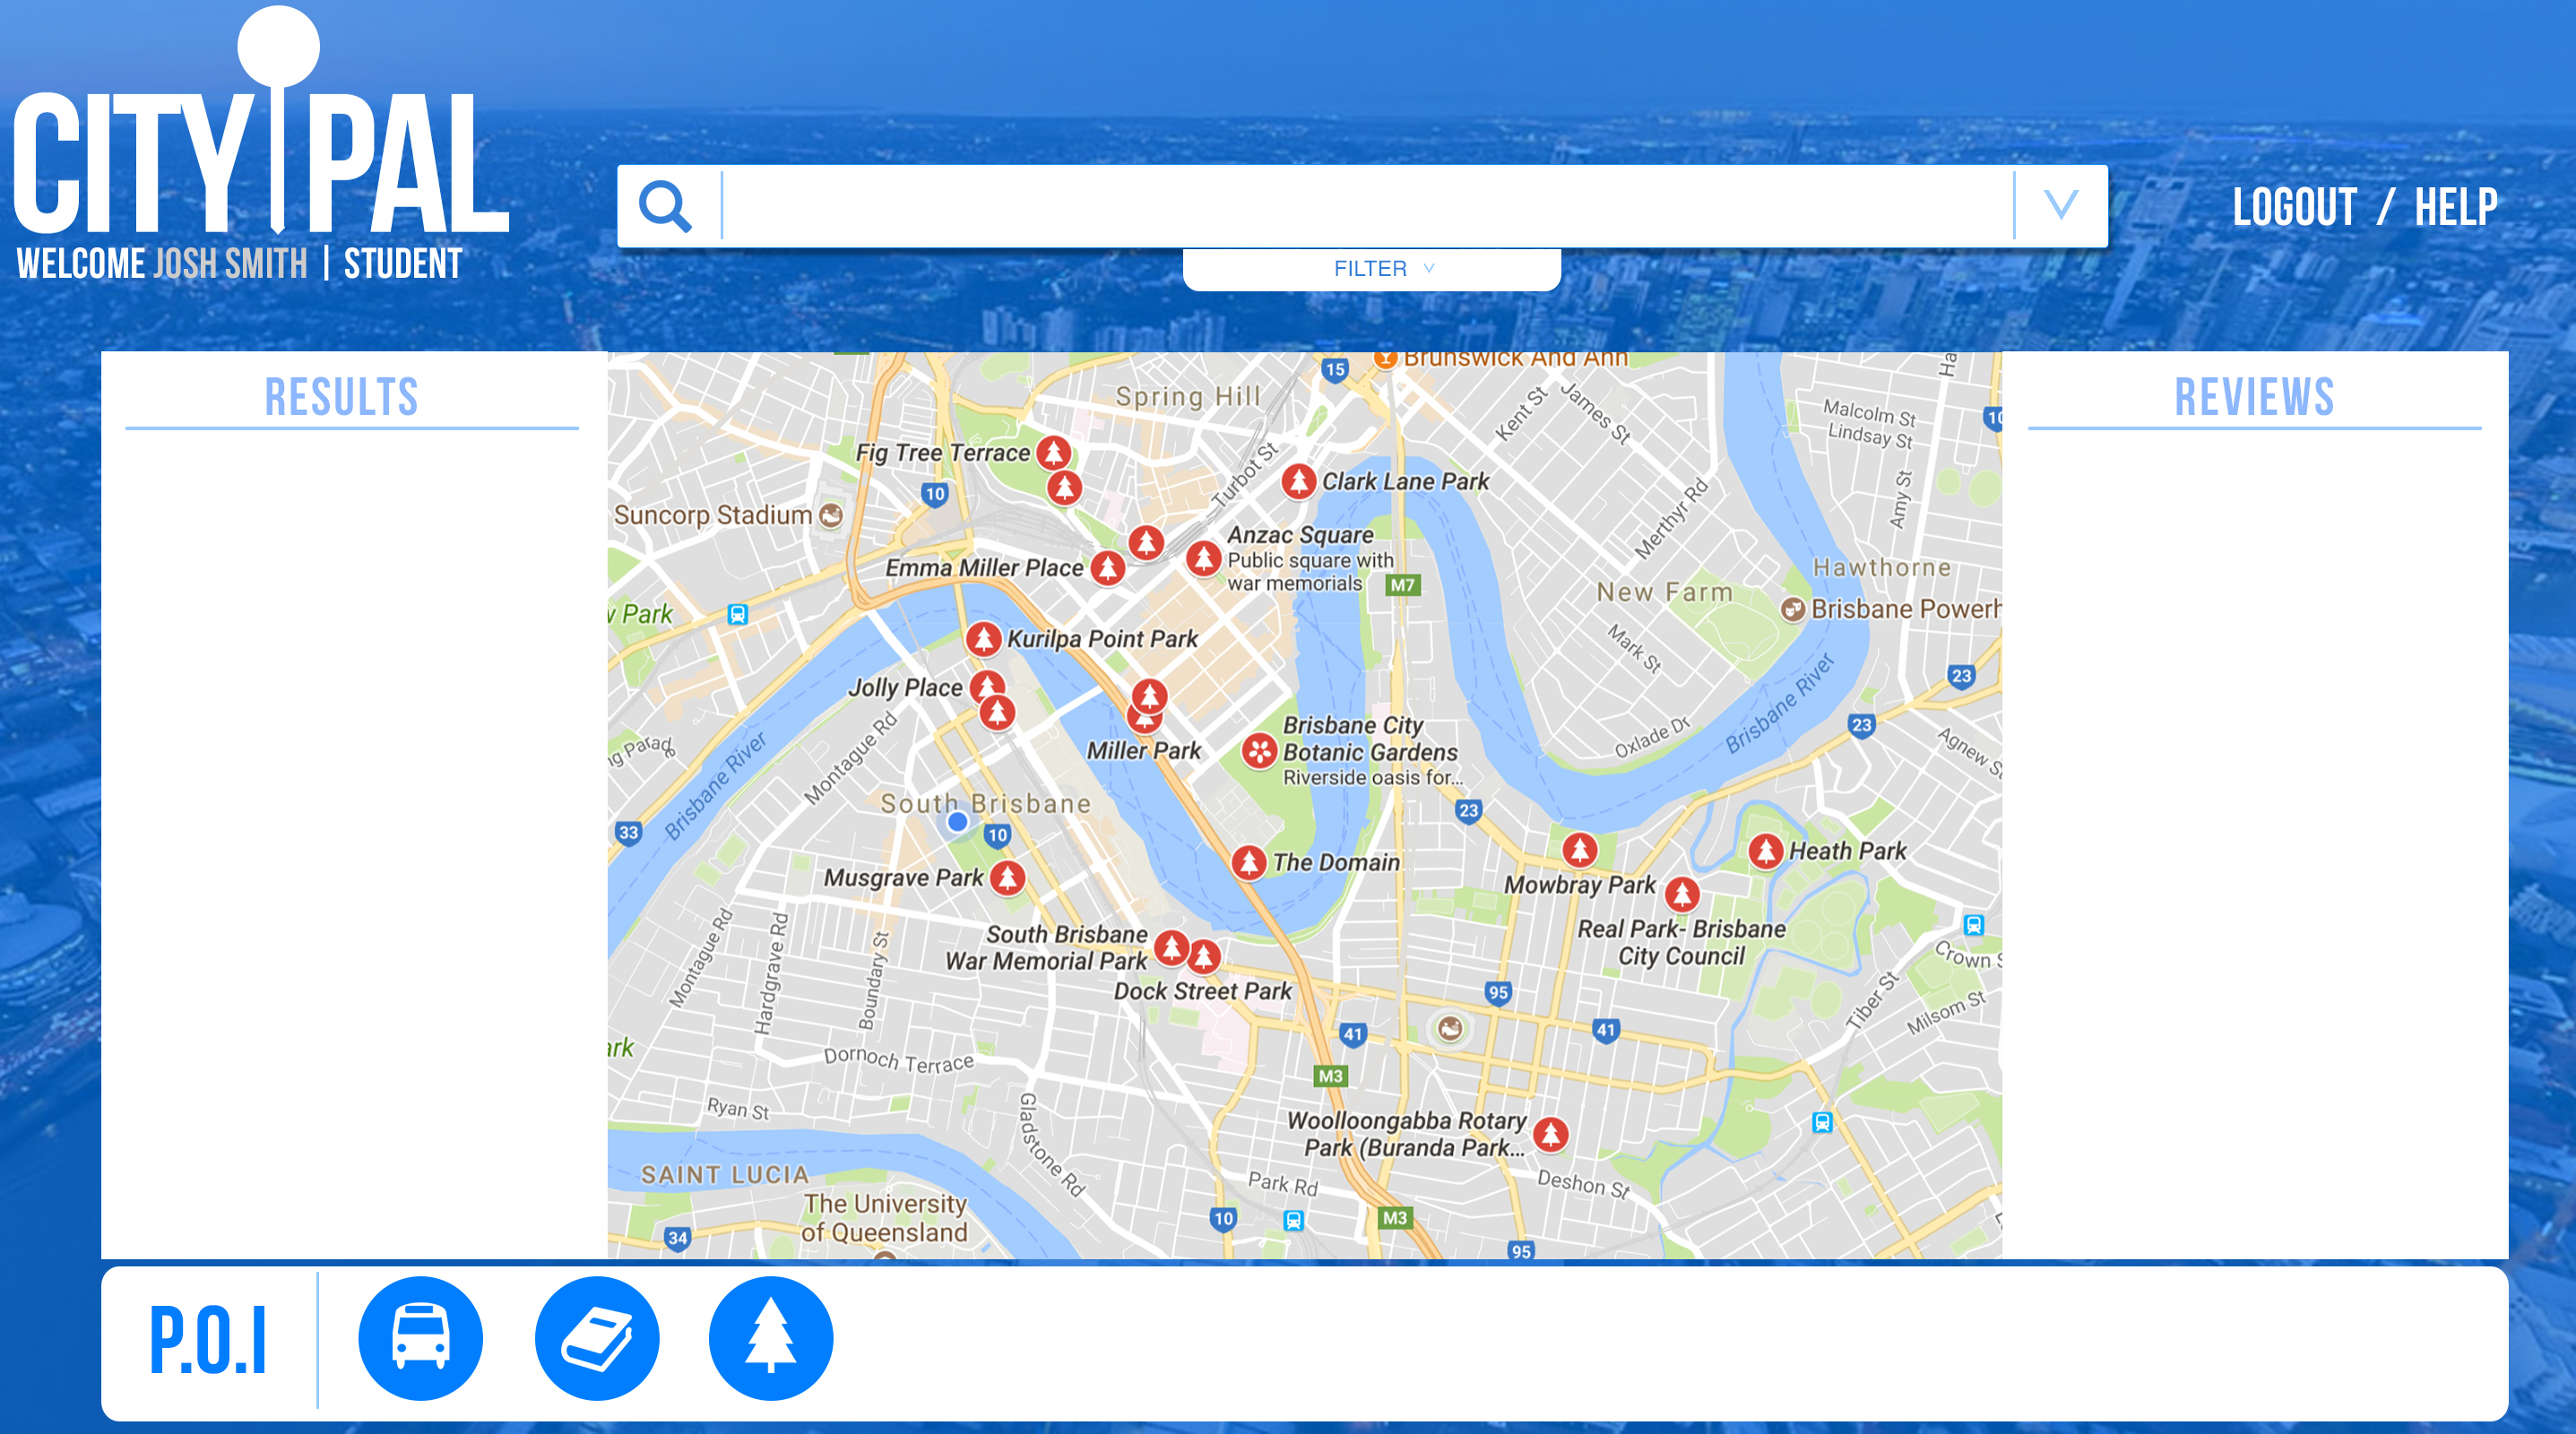 CITY PAL
WELCOME JOSH SMITH | STUDENT
LOGOUT / HELP
FILTER
RESULTS
REVIEWS
Brunswick And Ann
15
Spring Hill
Kent St
James St
Malcolm St
Lindsay St
10
Fig Tree Terrace
10
Turbot St
Clark Lane Park
Merthyr Rd
Amy St
Suncorp Stadium
Anzac Square
Public square with
war memorials
Emma Miller Place
M7
New Farm
Hawthorne
Brisbane Powerh
v Park
Kurilpa Point Park
Mark St
Jolly Place
23
Montague Rd
Miller Park
Brisbane City
Botanic Gardens
Riverside oasis for...
Oxlade Dr
Brisbane River
23
Agnew S
ng Parad
Brisbane River
South Brisbane
33
10
23
The Domain
Musgrave Park
Mowbray Park
Heath Park
Real Park- Brisbane
City Council
South Brisbane
War Memorial Park
Dock Street Park
Montague Rd
Hardgrave Rd
Boundary St
Crown S
Tiber St
Milsom St
95
41
41
ark
Dornoch Terrace
M3
Ryan St
Gladstone Rd
Woolloongabba Rotary
Park (Buranda Park...
SAINT LUCIA
Park Rd
Deshon St
The University
of Queensland
34
10
M3
95
P.O.I